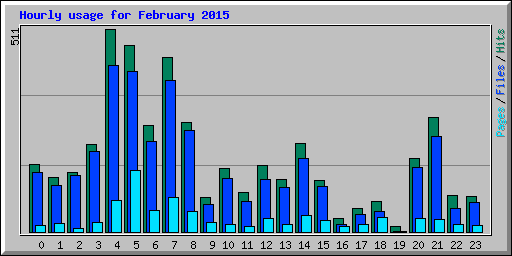 Hourly usage for February 2015
511
Pages / Files / Hits
0 1 2 3 4 5 6 7 8 9 10 11 12 13 14 15 16 17 18 19 20 21 22 23